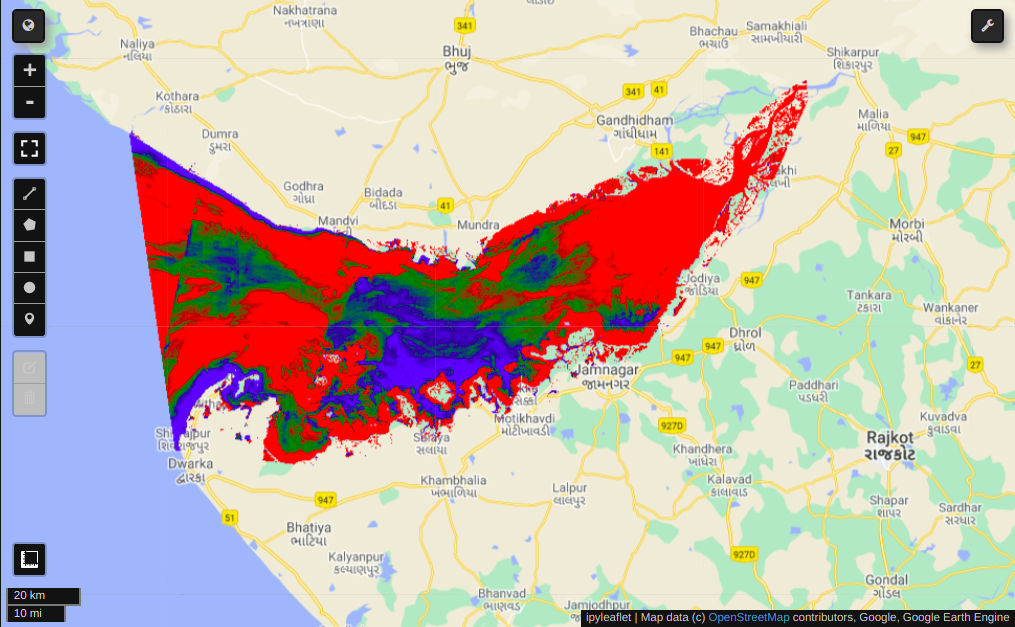 Nakhatrana
નખત્રાણા
341
Naliya
નલિયા
Bhuj
ભુજ
Bhachau
ભચાઉ
Samakhiali
સામખીયારી
Shikarpur
શિકારપુર
Kothara
કોઠારા
341
41
Gandhidham
ગાંધીધામ
Malia
માળિયા
947
27
Dumra
ડુમરા
141
Godhra
ગોધ્રા
Bidada
બીદડા
41
Mandvi
Mundra
Morbi
મોરબી
Jodiya
જોડિયા
947
Tankara
ટંકારા
Wankaner
વાંકાનેર
Dhrol
ધ્રોલ
947
947
27
Jamnagar
જામનગર
Paddhari
પડધરી
Motikhavdi
મોટીખાવડી
927D
Kuvadva
કુવાડવા
Salaya
સલાયા
Khandhera
ખાંધેરા
Rajkot
રાજકોટ
Dwarka
દ્વારકા
Khambhalia
ખંભાળિયા
Lalpur
લાલપુર
Kalavad
કાલાવડ
947
51
Shapar
શાપર
Sardhar
સરધાર
Bhatiya
ભાટિયા
Kalyanpur
કલ્યાણપુર
927D
Gondal
ગોંડલ
Bhanvad
ભાણવડ
Jamjodhpur
20 km
10 mi
ipyleaflet | Map data (c) OpenStreetMap contributors, Google, Google Earth Engine